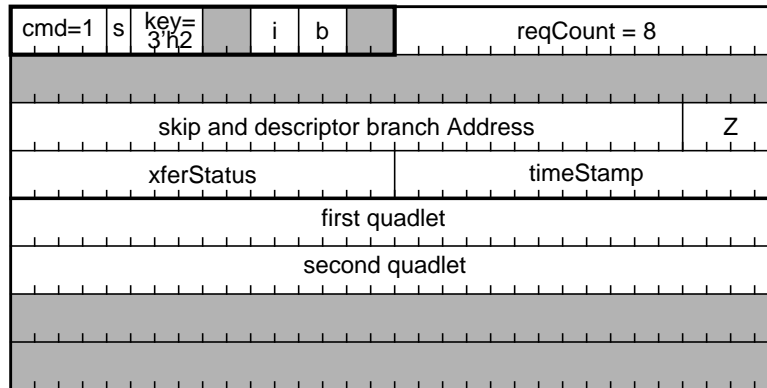 cmd=1 s key= 3'h2 i b reqCount = 8
skip and descriptor branch Address Z
xferStatus timeStamp
first quadlet
second quadlet